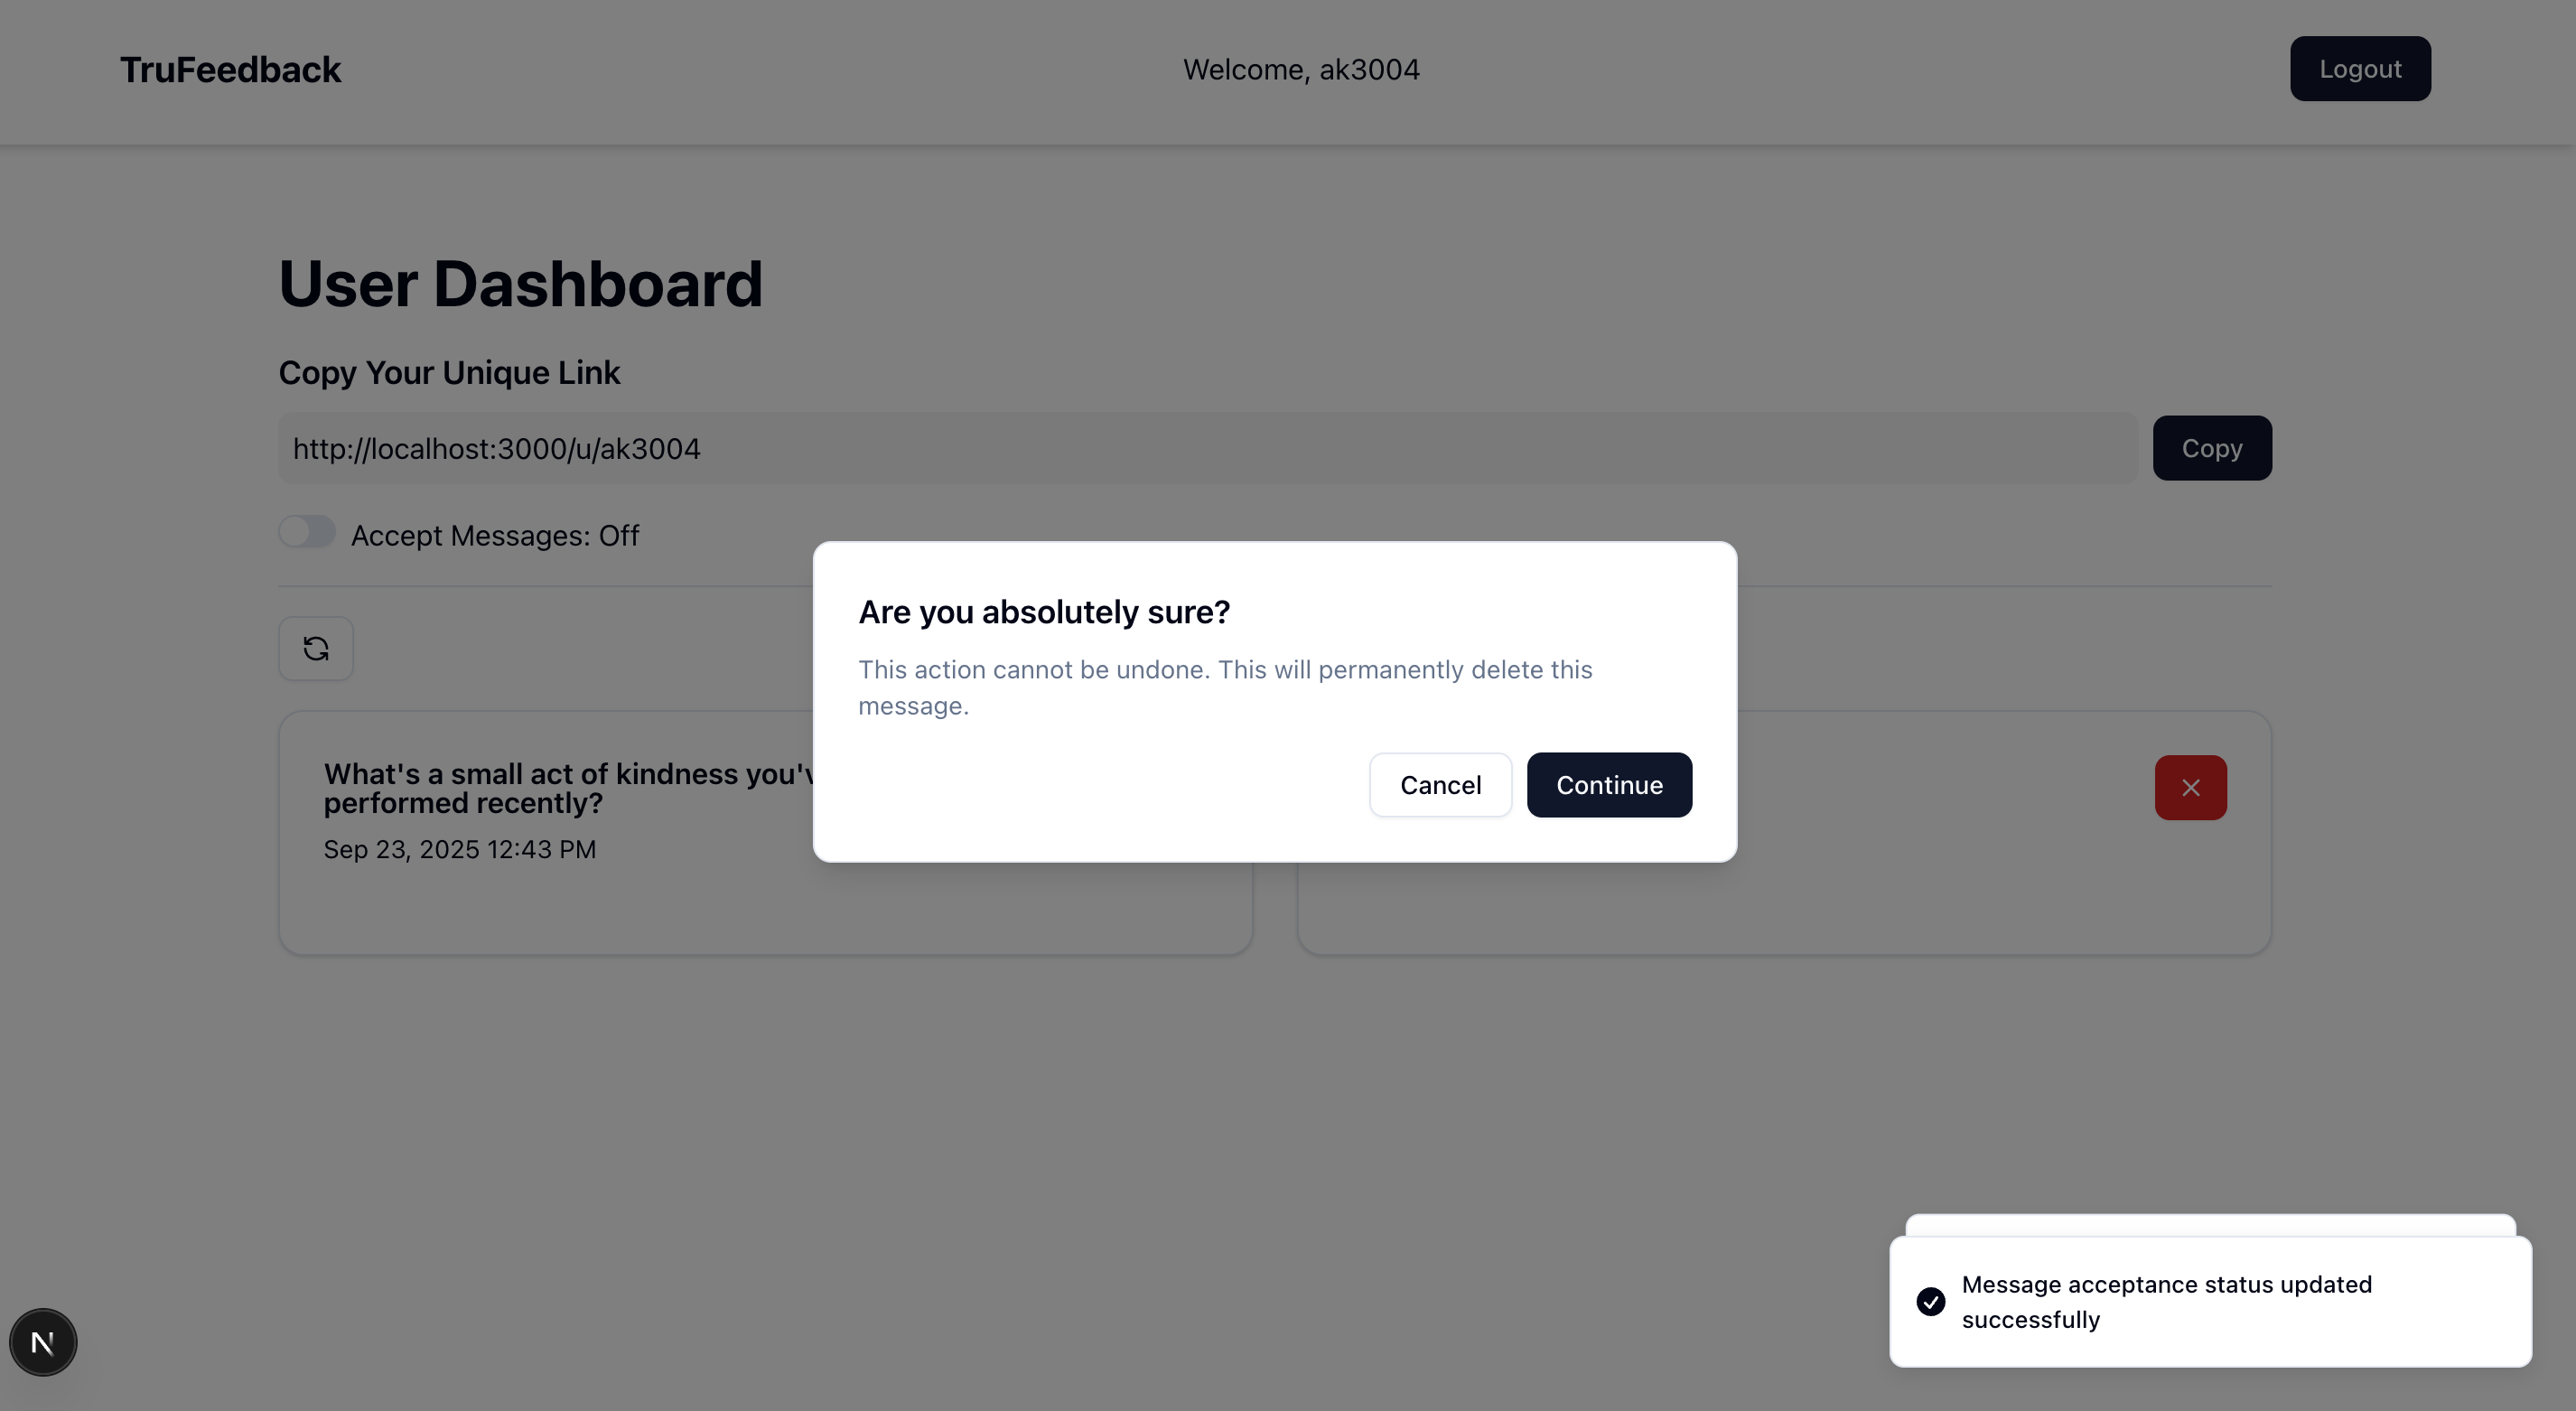 TruFeedback
Welcome, ak3004
Logout
User Dashboard
Copy Your Unique Link
http://localhost:3000/u/ak3004
Copy
Accept Messages: Off
Are you absolutely sure?
This action cannot be undone. This will permanently delete this
message.
Cancel
Continue
What's a small act of kindness
performed recently?
Sep 23, 2025 12:43 PM
Message acceptance status updated
successfully
N